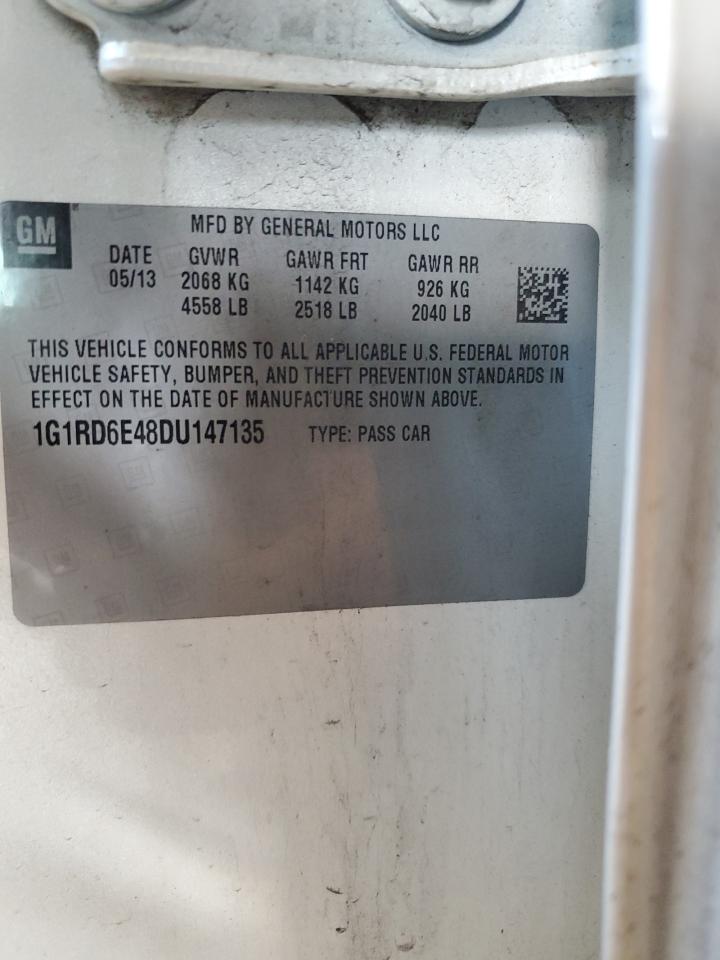 GM
MFD BY GENERAL MOTORS LLC
DATE GVWR GAWR FRT GAWR RR
05/13 2068 KG 1142 KG 926 KG
4558 LB 2518 LB 2040 LB
THIS VEHICLE CONFORMS TO ALL APPLICABLE U.S. FEDERAL MOTOR
VEHICLE SAFETY, BUMPER, AND THEFT PREVENTION STANDARDS IN
EFFECT ON THE DATE OF MANUFACTURE SHOWN ABOVE.
1G1RD6E48DU147135 TYPE: PASS CAR